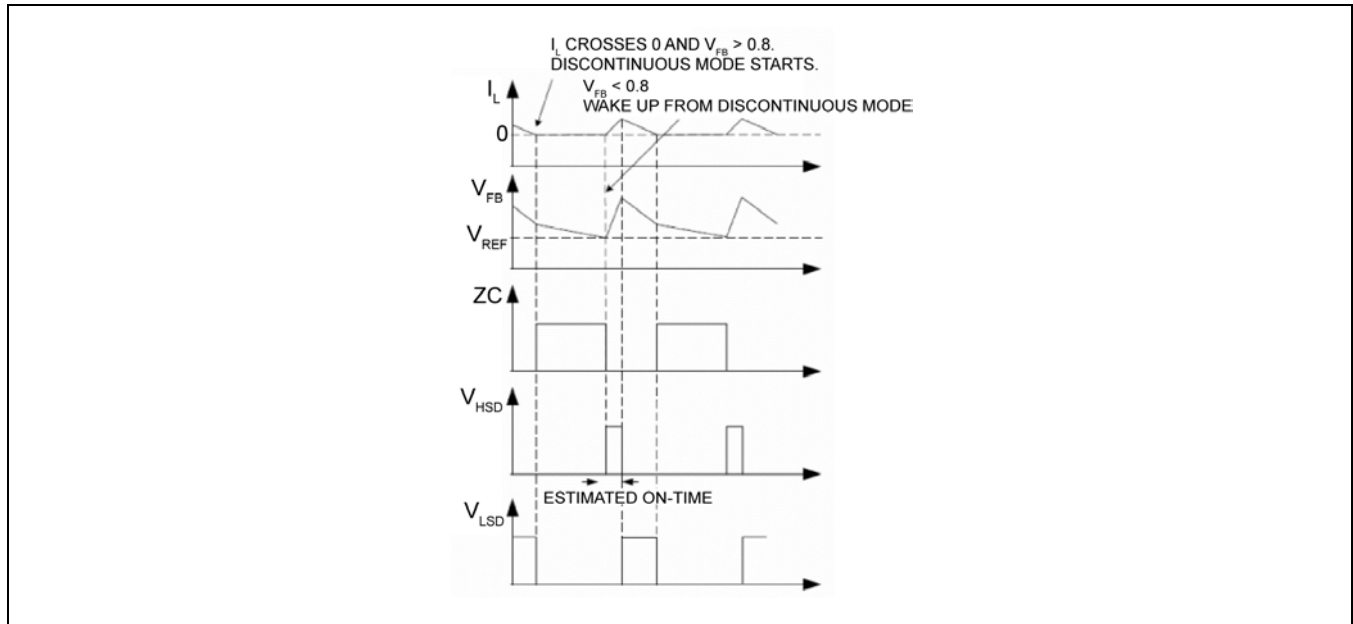 I_L CROSSES 0 AND V_FB > 0.8.
DISCONTINUOUS MODE STARTS.
V_FB < 0.8
WAKE UP FROM DISCONTINUOUS MODE
I_L
0
V_FB
V_REF
ZC
V_HSD
ESTIMATED ON-TIME
V_LSD